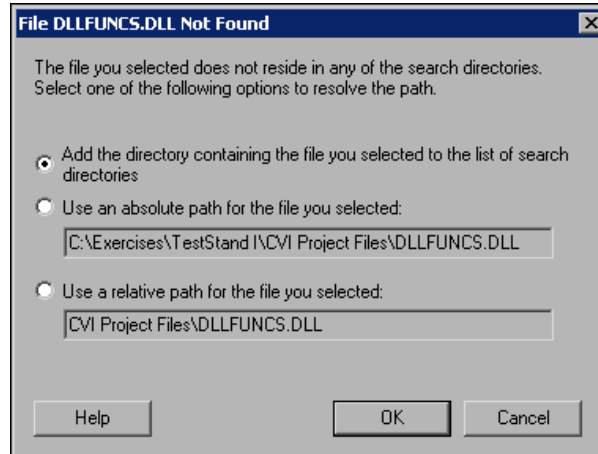 File DLLFUNCS.DLL Not Found
The file you selected does not reside in any of the search directories.
Select one of the following options to resolve the path.
Add the directory containing the file you selected to the list of search
directories
Use an absolute path for the file you selected:
C:\Exercises\TestStand I\CVI Project Files\DLLFUNCS.DLL
Use a relative path for the file you selected:
CVI Project Files\DLLFUNCS.DLL
Help
OK
Cancel